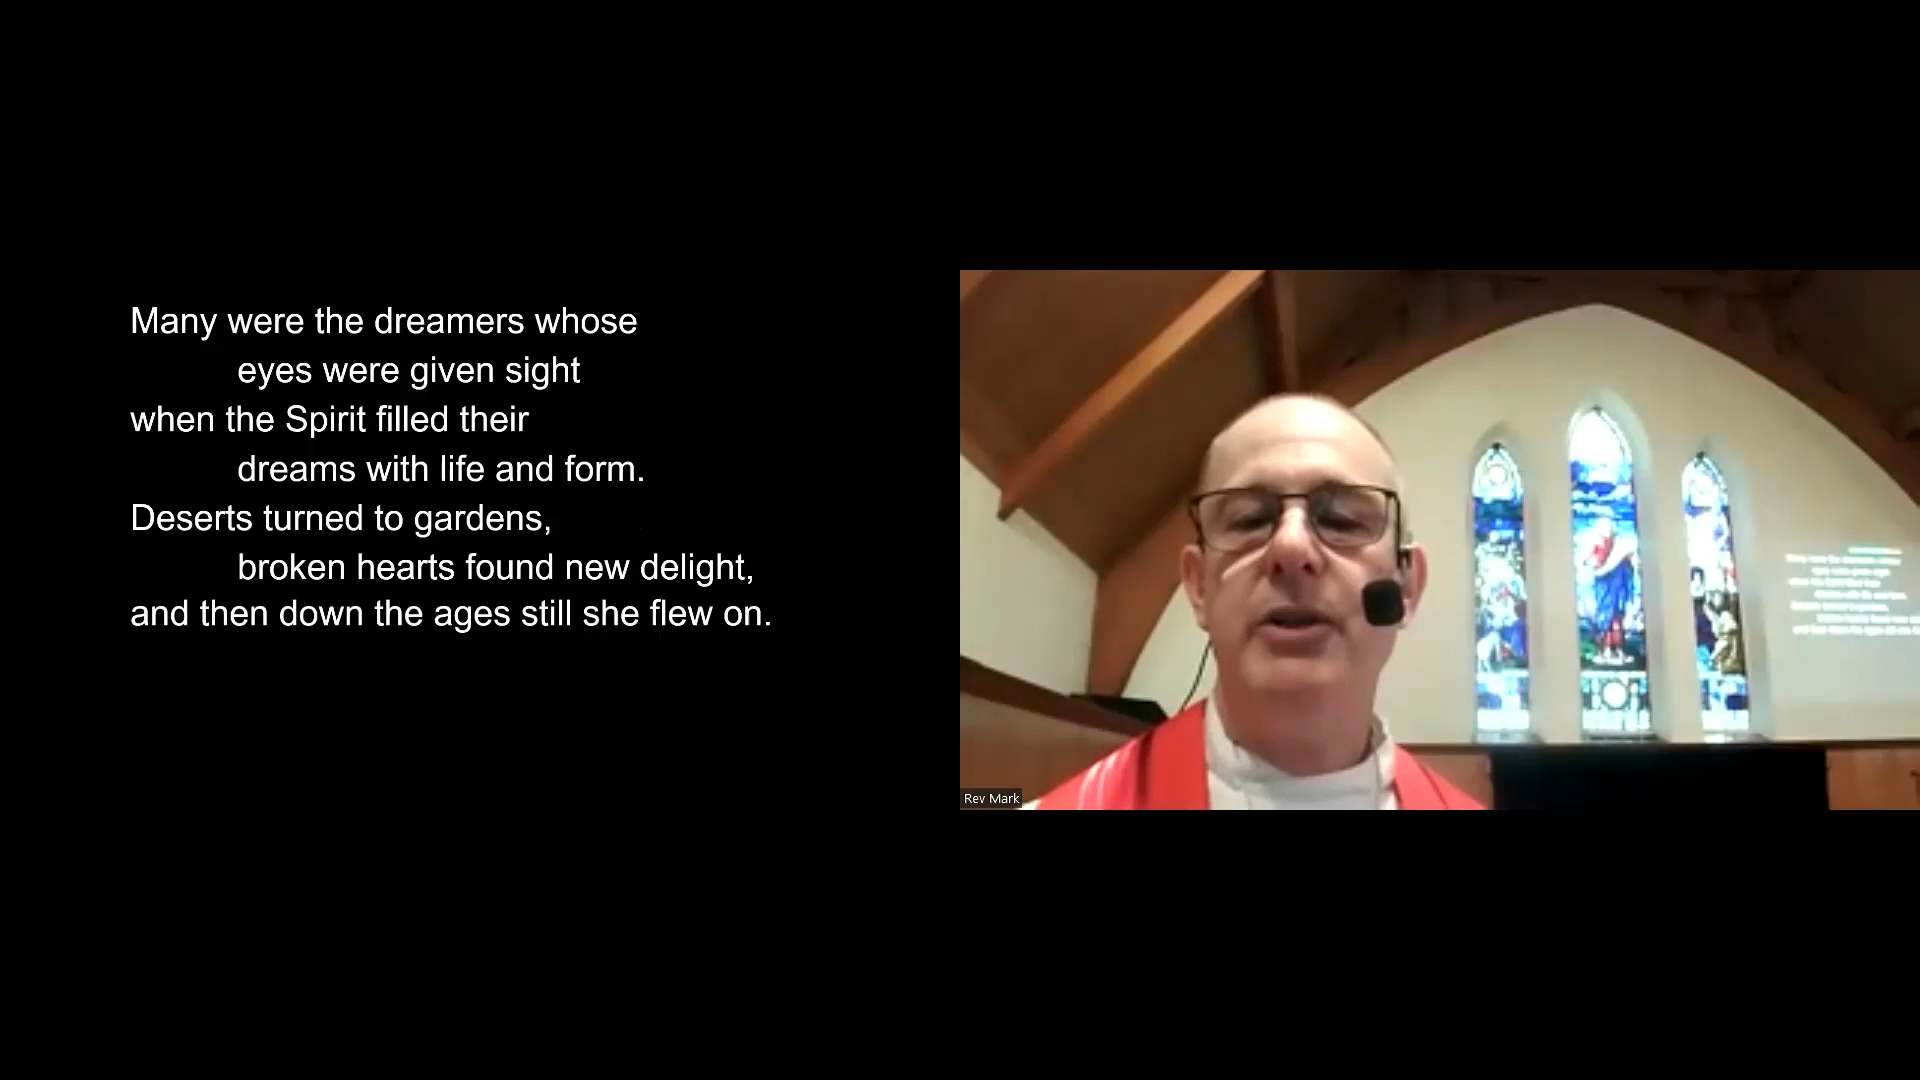 Many were the dreamers whose
eyes were given sight
when the Spirit filled their
dreams with life and form.
Deserts turned to gardens,
broken hearts found new delight,
and then down the ages still she flew on.
Rev Mark